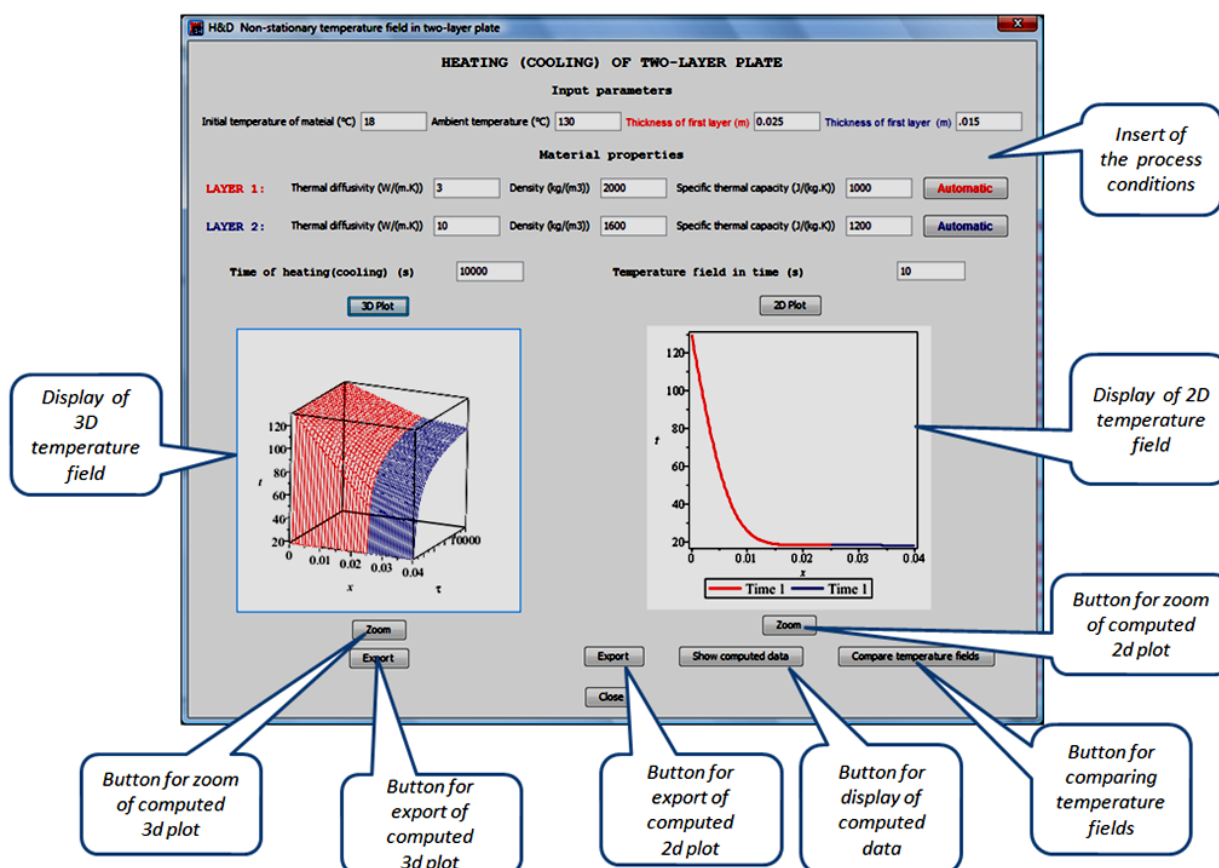 H&D Non-stationary temperature field in two-layer plate
HEATING (COOLING) OF TWO-LAYER PLATE
Input parameters
Initial temperature of mateial (°C) 18 Ambient temperature (°C) 130 Thickness of first layer (m) 0.025 Thickness of first layer (m) .015
Material properties
LAYER 1: Thermal diffusivity (W/(m.K)) 3 Density (kg/m3)) 2000 Specific thermal capacity (J/(kg.K)) 1000 Automatic
LAYER 2: Thermal diffusivity (W/(m.K)) 10 Density (kg/m3)) 1600 Specific thermal capacity (J/(kg.K)) 1200 Automatic
Time of heating(cooling) (s) 10000 Temperature field in time (s) 10
3D Plot 2D Plot
120
100
80
t
60
40
20
0 0.01 0.02 0.03 0.04
x
τ
10000
120
100
t 80
60
40
20
0 0.01 0.02 0.03 0.04
x
Time 1 Time 1
Zoom Zoom
Export Export Show computed data Compare temperature fields
Close
Insert of
the process
conditions
Display of
3D
temperature
field
Display of 2D
temperature
field
Button for zoom
of computed
2d plot
Button for zoom
of computed
3d plot
Button for
export of
computed
3d plot
Button for
export of
computed
2d plot
Button for
display of
computed
data
Button for
comparing
temperature
fields